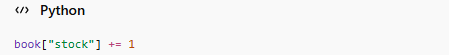 </> Python
book["stock"] += 1